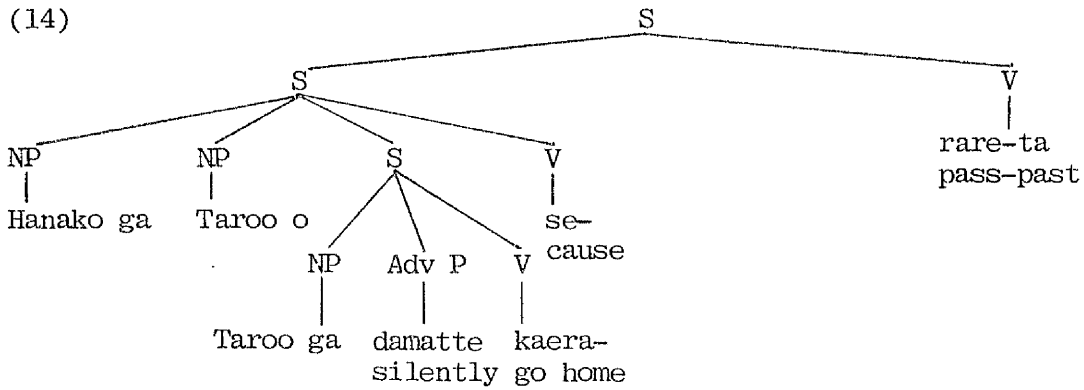 (14)
S
S V
rare-ta
pass-past
NP NP S V
Hanako ga Taroo o se-
cause
NP Adv P V
Taroo ga damatte kaera-
silently go home